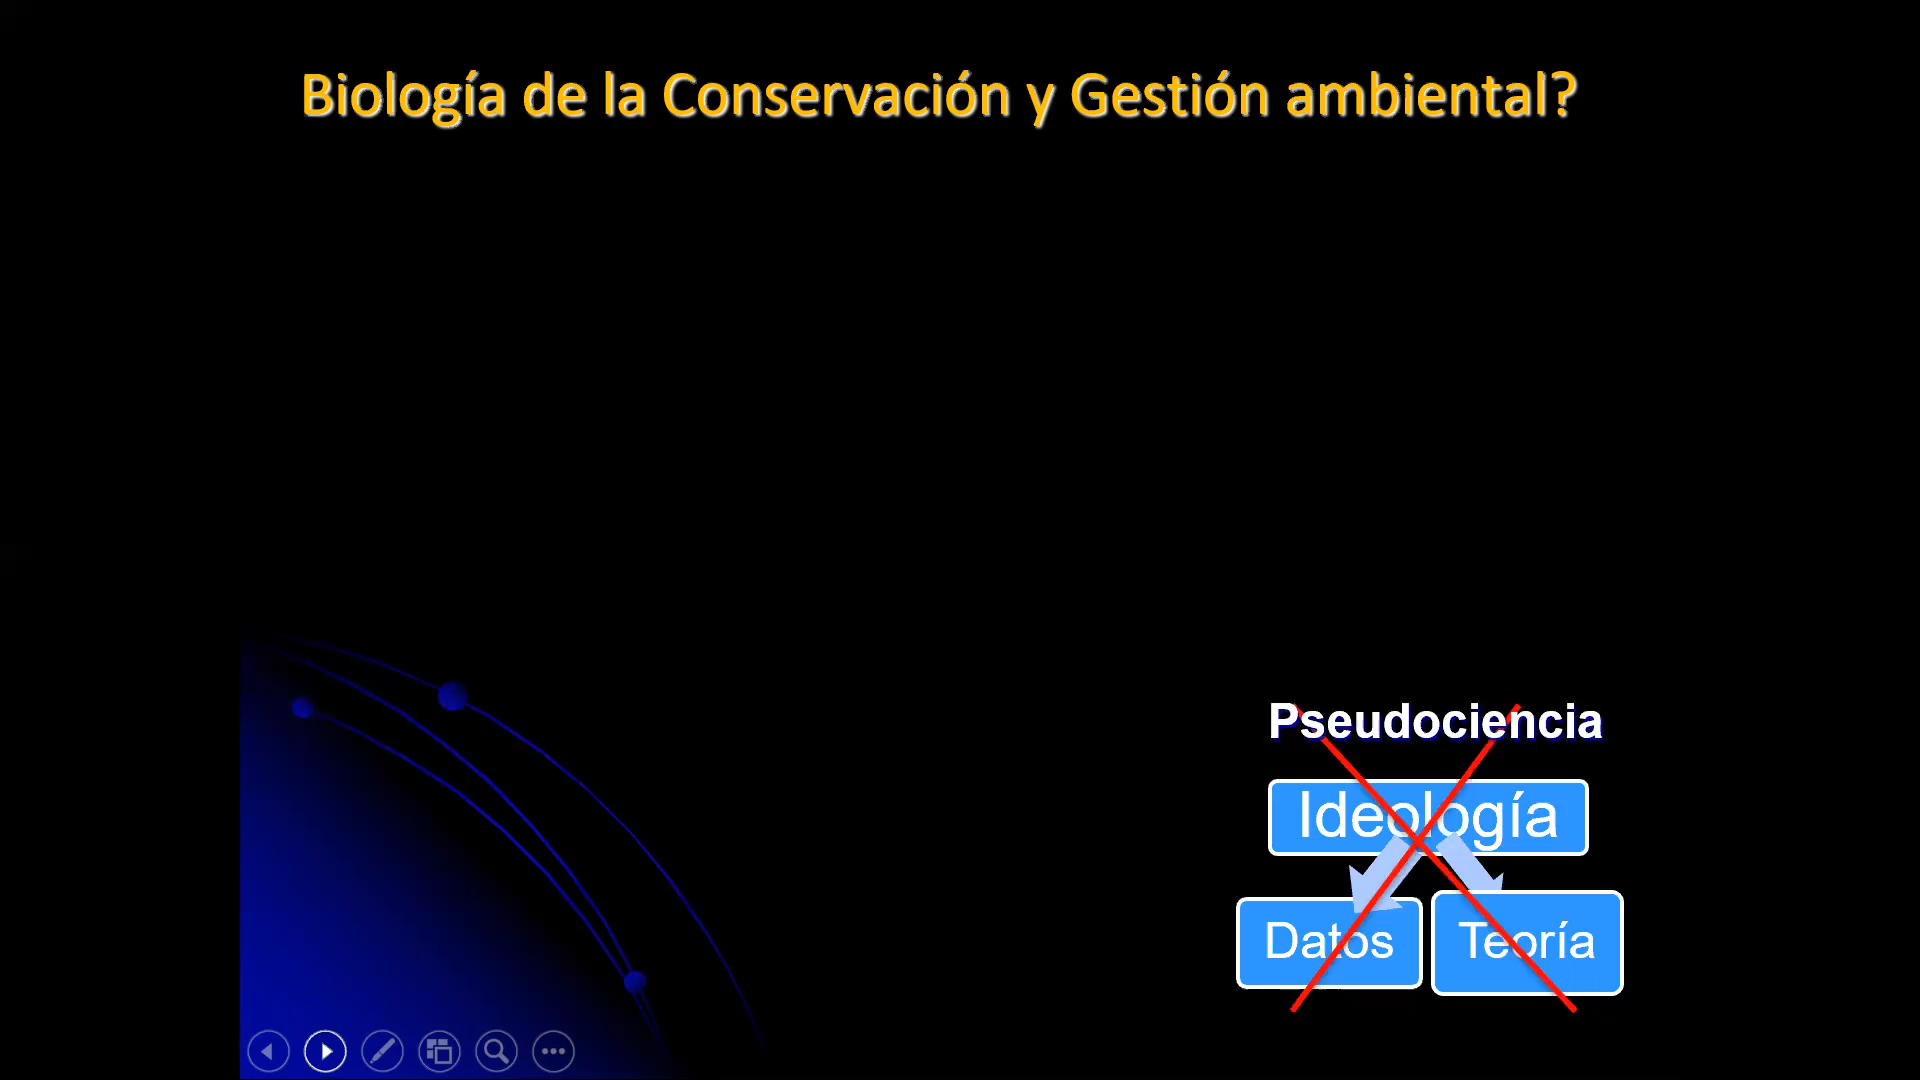 Biología de la Conservación y Gestión ambiental?
Pseudociencia
Ideología
Datos
Teoría